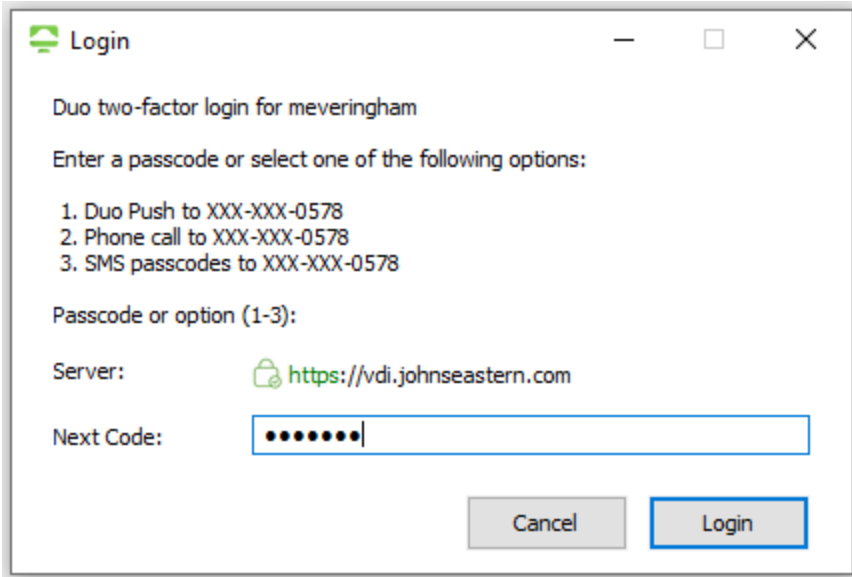 Login
Duo two-factor login for meveringham
Enter a passcode or select one of the following options:
1. Duo Push to XXX-XXX-0578
2. Phone call to XXX-XXX-0578
3. SMS passcodes to XXX-XXX-0578
Passcode or option (1-3):
Server: https://vdi.johnseastern.com
Next Code: •••••••
Cancel Login